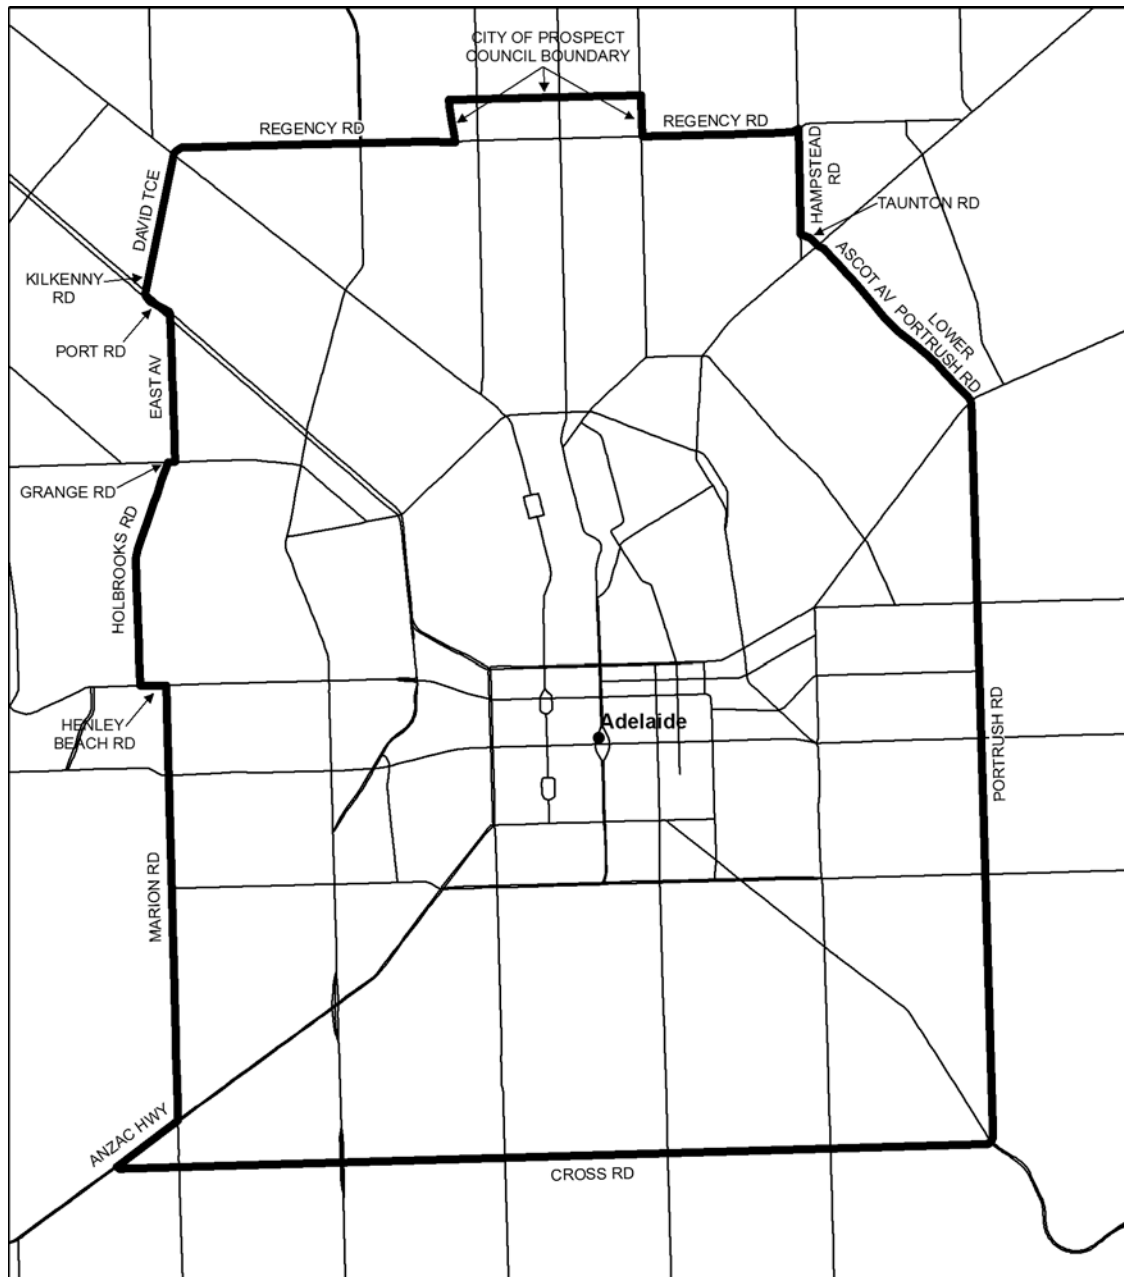 CITY OF PROSPECT
COUNCIL BOUNDARY
REGENCY RD
REGENCY RD
HAMPSTEAD
RD
TAUNTON RD
DAVID TCE
KILKENNY
RD
ASCOT AV
LOWER
PORTRUSH RD
PORT RD
EAST AV
GRANGE RD
HOLBROOKS RD
HENLEY
BEACH RD
Adelaide
PORTRUSH RD
MARION RD
ANZAC HWY
CROSS RD